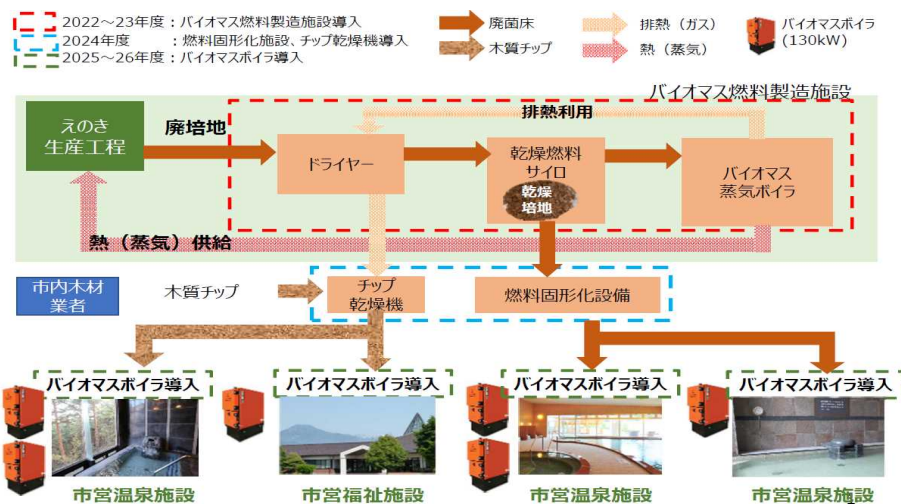 2022～23年度：バイオマス燃料製造施設導入
2024年度　：燃料固形化施設、チップ乾燥機導入
2025～26年度：バイオマスボイラ導入
廃菌床
木質チップ
排熱（ガス）
熱（蒸気）
バイオマスボイラ
(130kW)
バイオマス燃料製造施設
えのき
生産工程
廃培地
排熱利用
ドライヤー
乾燥燃料
サイロ
乾燥
培地
バイオマス
蒸気ボイラ
熱（蒸気）供給
市内木材
業者
木質チップ
チップ
乾燥機
燃料固形化設備
バイオマスボイラ導入
バイオマスボイラ導入
バイオマスボイラ導入
バイオマスボイラ導入
市営温泉施設
市営福祉施設
市営温泉施設
市営温泉施設